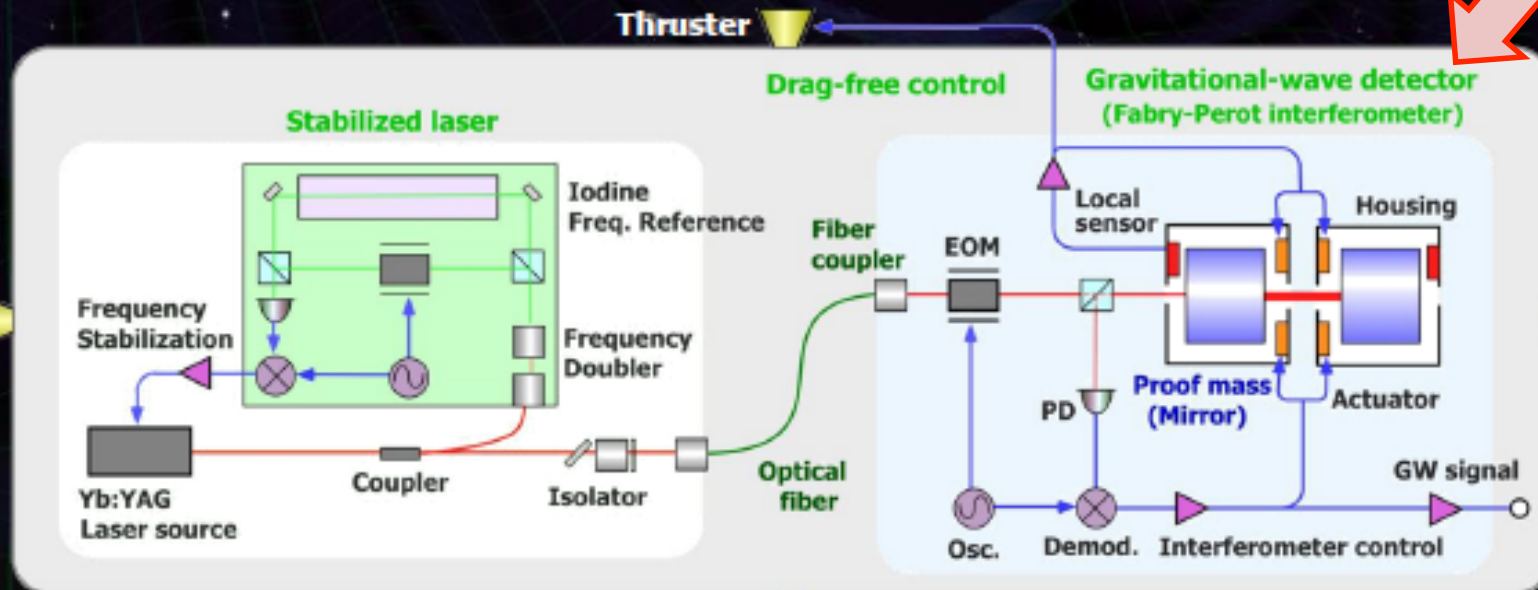 Thruster
Drag-free control
Gravitational-wave detector
(Fabry-Perot interferometer)
Stabilized laser
Iodine
Freq. Reference
Local
sensor
Housing
Fiber
coupler
EOM
Frequency
Stabilization
Frequency
Doubler
Proof mass
(Mirror)
Actuator
PD
Coupler
Isolator
Optical
fiber
GW signal
Yb:YAG
Laser source
Osc.
Demod.
Interferometer control